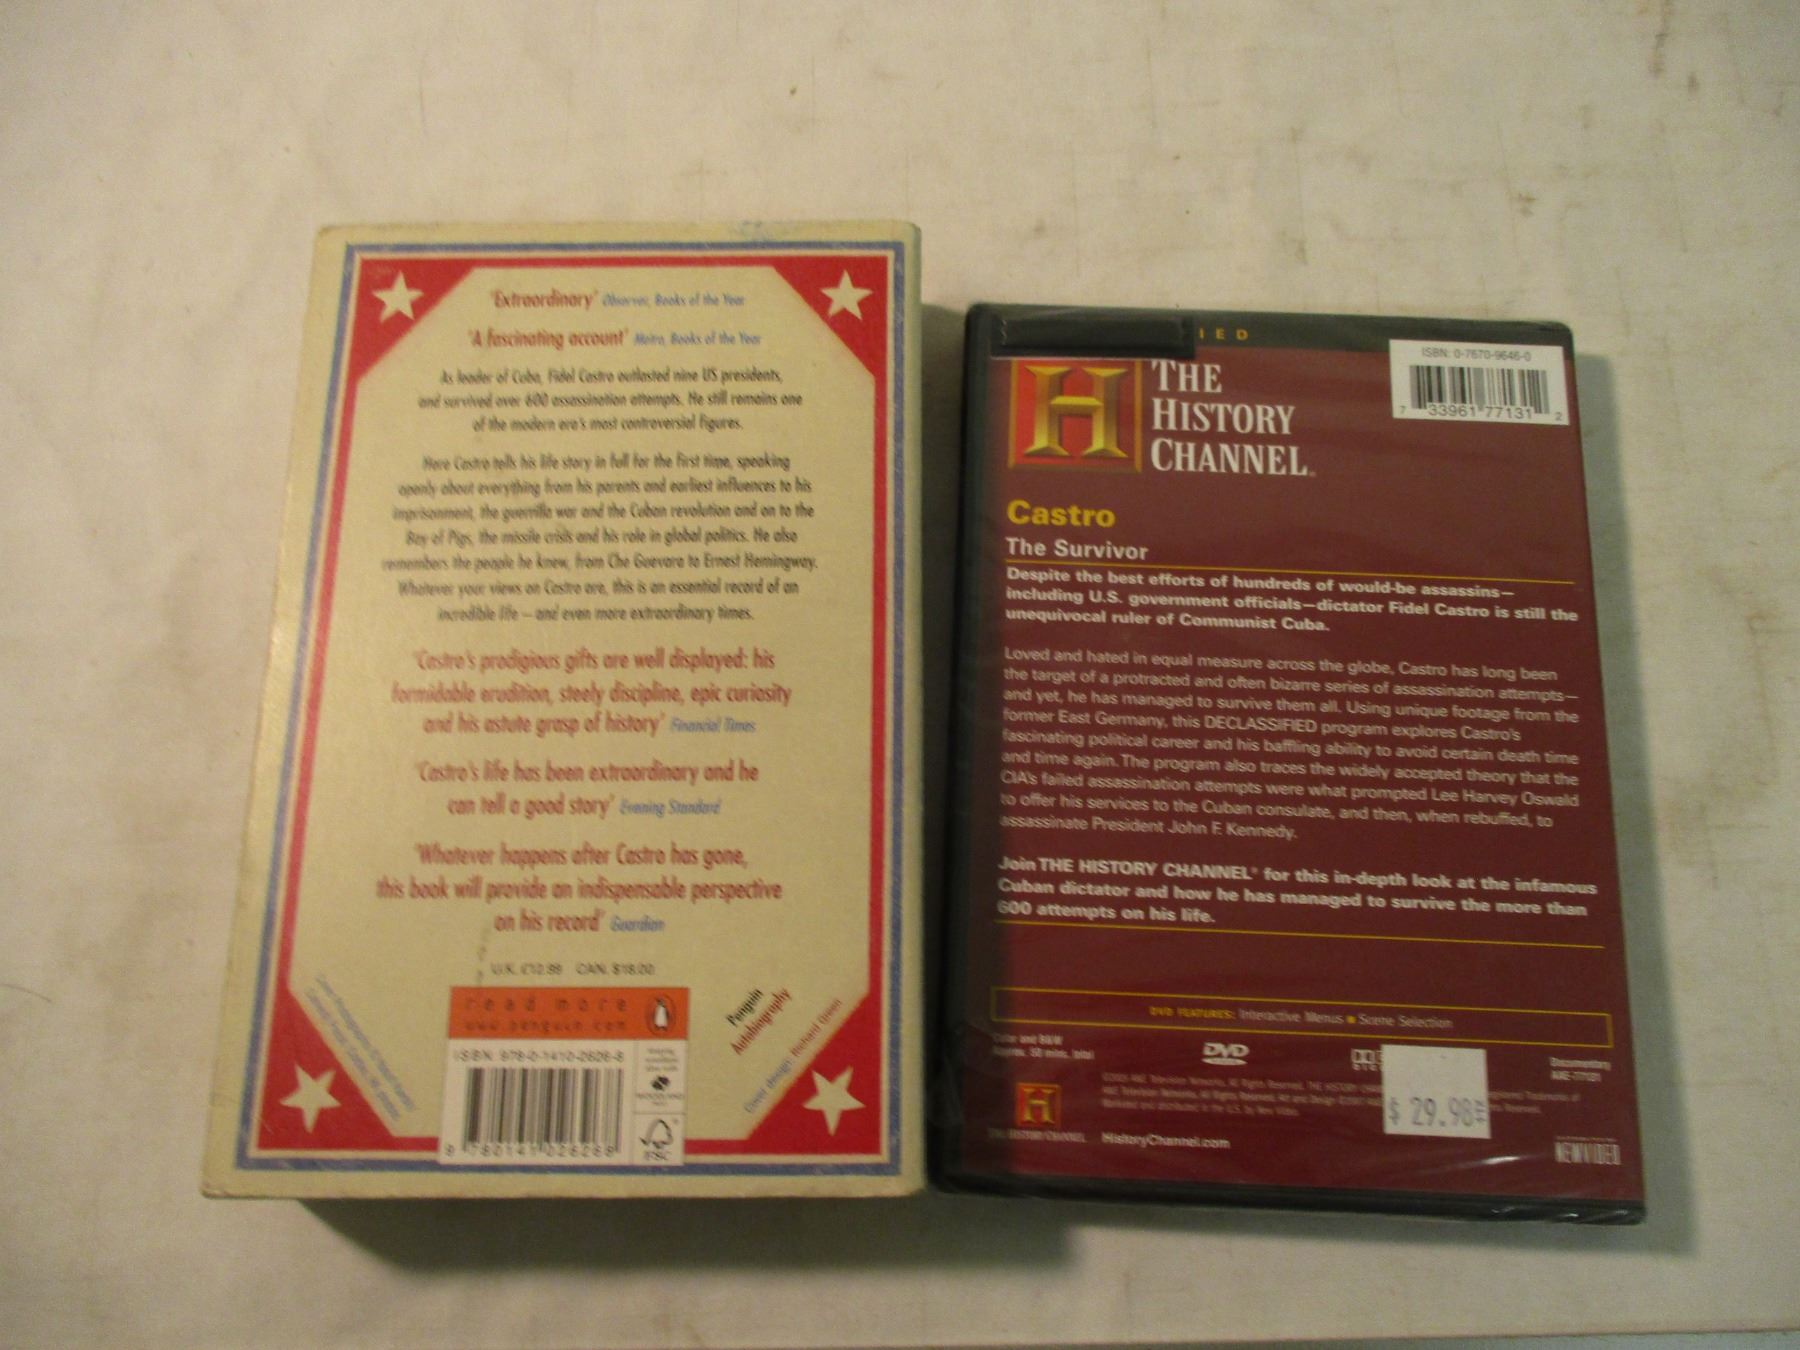 'Extraordinary' Observer, Books of the Year
'A fascinating account' Metro, Books of the Year
As leader of Cuba, Fidel Castro outlasted nine US presidents,
and survived over 600 assassination attempts. He still remains one
of the modern era's most controversial figures.
Here Castro tells his life story in full for the first time, speaking
openly about everything from his parents and earliest influences to his
imprisonment, the guerrilla war and the Cuban revolution and on to the
Bay of Pigs, the missile crisis and his role in global politics. He also
remembers the people he knew, from Che Guevara to Ernest Hemingway.
Whatever your views on Castro are, this is an essential record of an
incredible life – and even more extraordinary times.
'Castro's prodigious gifts are well displayed: his
formidable erudition, steely discipline, epic curiosity
and his astute grasp of history' Financial Times
'Castro's life has been extraordinary and he
can tell a good story' Evening Standard
'Whatever happens after Castro has gone,
this book will provide an indispensable perspective
on his record' Guardian
U.K. £12.99 CAN. $18.00
read more
www.penguin.com
Penguin
Autobiography
Cover design: Richard Green
ISBN 978-0-1410-2626-8
9 780141 026268
FSC
IED
ISBN: 0-7670-9646-0
7 33961 77131 2
H
THE
HISTORY
CHANNEL.
Castro
The Survivor
Despite the best efforts of hundreds of would-be assassins—
including U.S. government officials—dictator Fidel Castro is still the
unequivocal ruler of Communist Cuba.
Loved and hated in equal measure across the globe, Castro has long been
the target of a protracted and often bizarre series of assassination attempts—
and yet, he has managed to survive them all. Using unique footage from the
former East Germany, this DECLASSIFIED program explores Castro's
fascinating political career and his baffling ability to avoid certain death time
and time again. The program also traces the widely accepted theory that the
CIA's failed assassination attempts were what prompted Lee Harvey Oswald
to offer his services to the Cuban consulate, and then, when rebuffed, to
assassinate President John F. Kennedy.
Join THE HISTORY CHANNEL® for this in-depth look at the infamous
Cuban dictator and how he has managed to survive the more than
600 attempts on his life.
DVD FEATURES: Interactive Menus ■ Scene Selection
Color and B&W
Approx. 50 mins. total
DVD
Documentary
AAE-77131
$ 29.98
H
THE HISTORY CHANNEL
HistoryChannel.com
NEWVIDEO